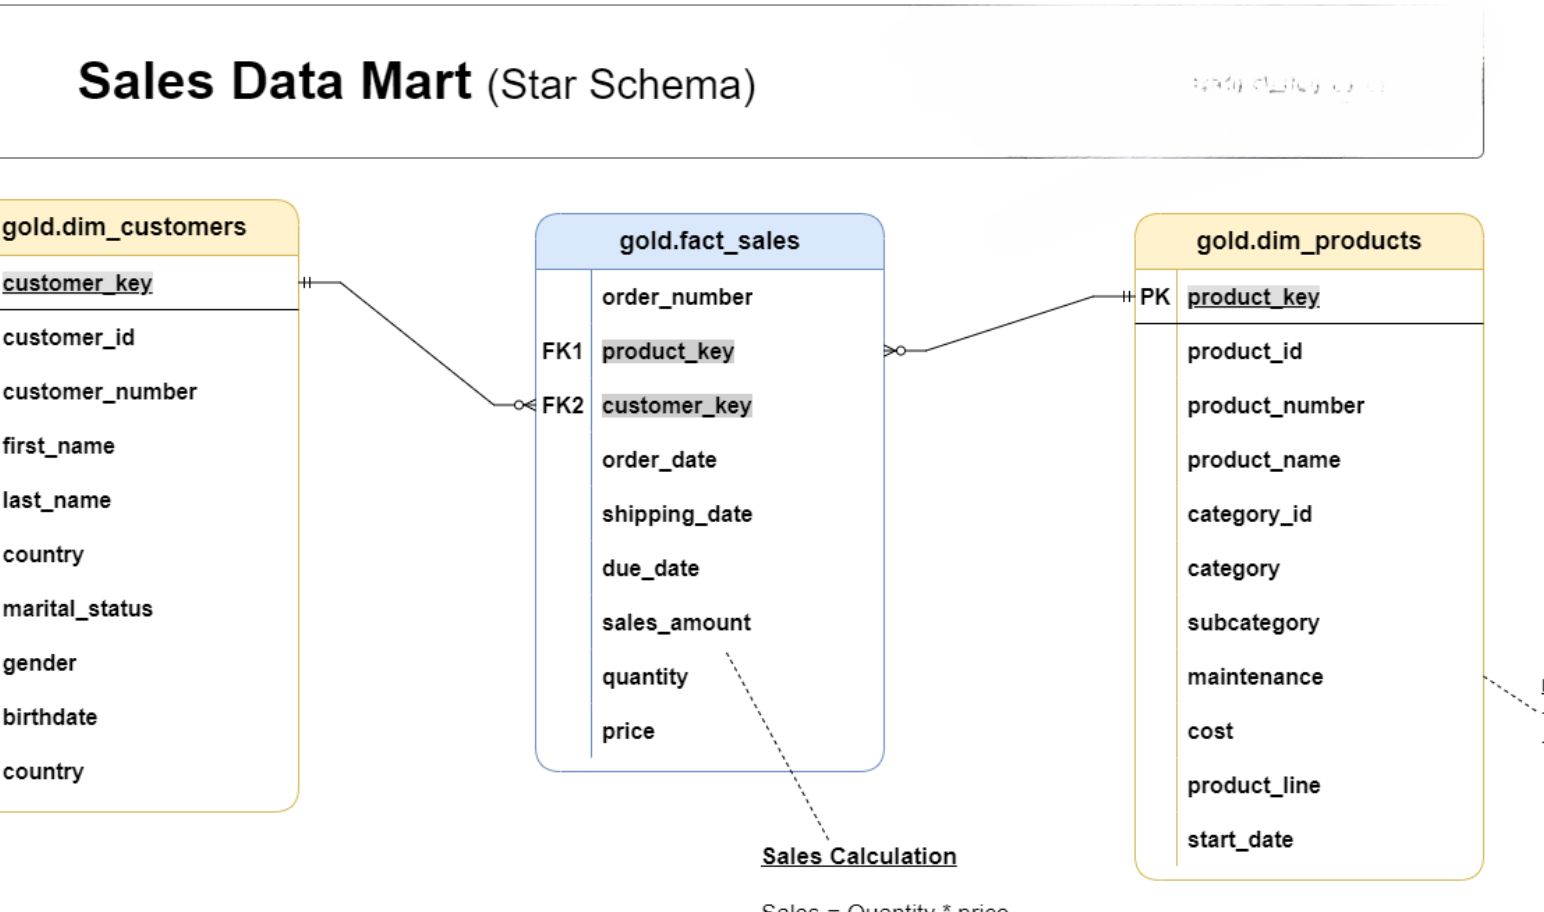 Sales Data Mart (Star Schema)
gold.dim_customers
customer_key
customer_id
customer_number
first_name
last_name
country
marital_status
gender
birthdate
country
gold.fact_sales
order_number
FK1 product_key
FK2 customer_key
order_date
shipping_date
due_date
sales_amount
quantity
price
Sales Calculation
Sales = Quantity * price
gold.dim_products
PK product_key
product_id
product_number
product_name
category_id
category
subcategory
maintenance
cost
product_line
start_date